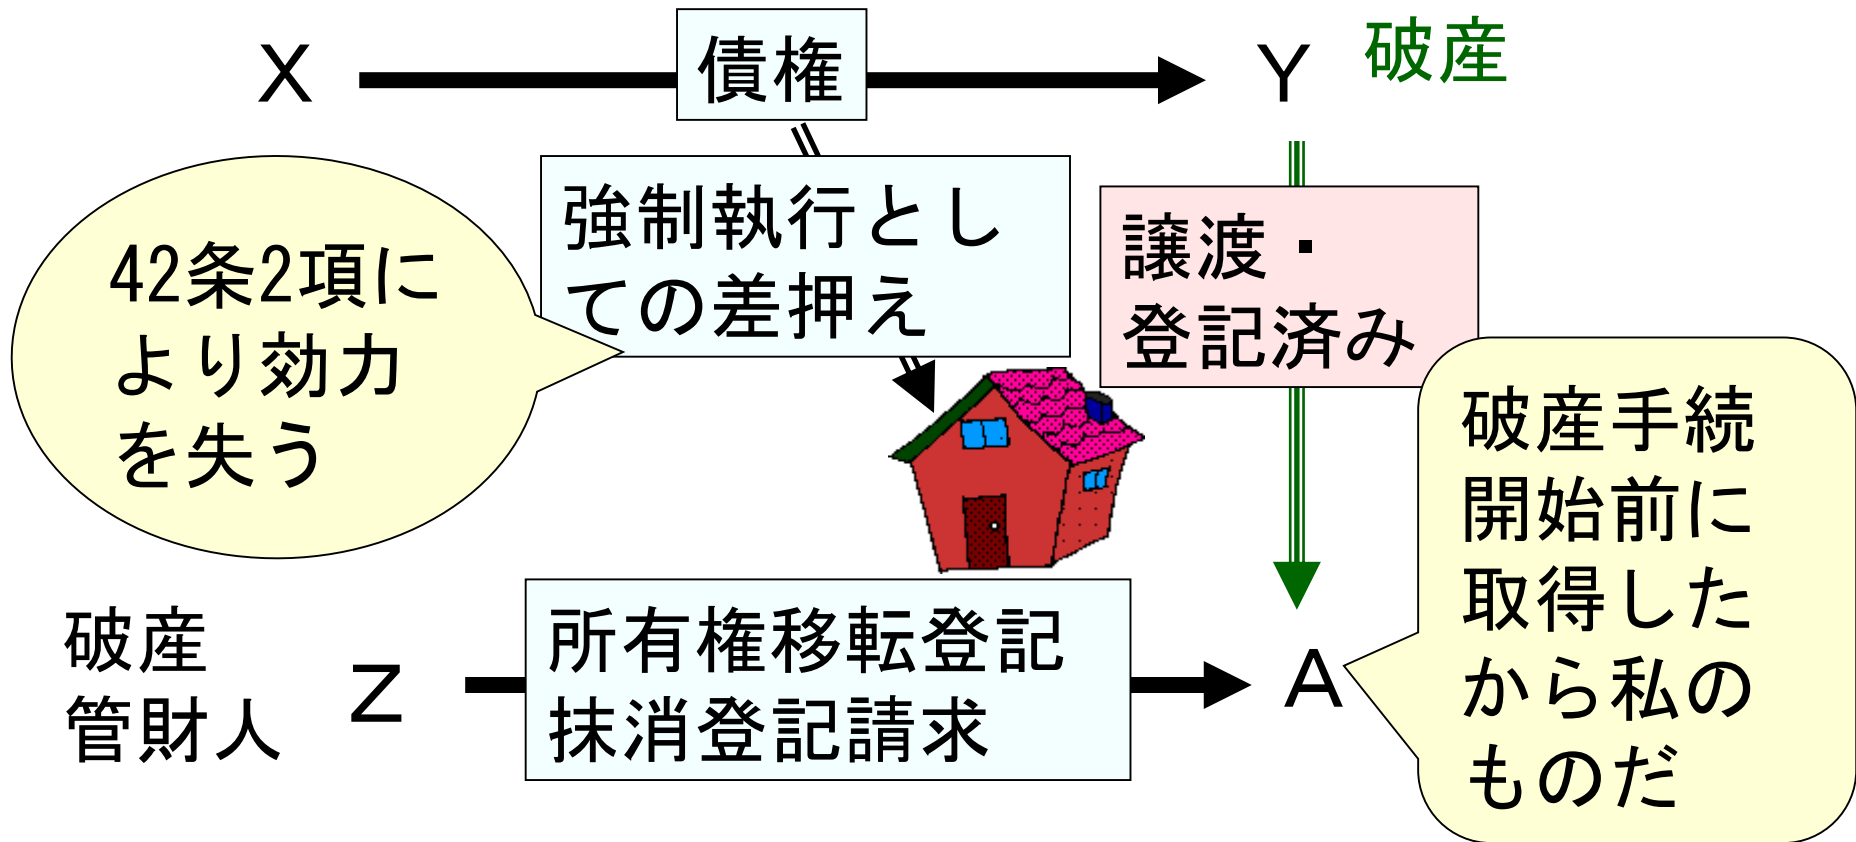 X
債権
Y
破産
強制執行とし
ての差押え
42条2項に
より効力
を失う
譲渡・
登記済み
破産
管財人
Z
所有権移転登記
抹消登記請求
A
破産手続
開始前に
取得した
から私の
ものだ